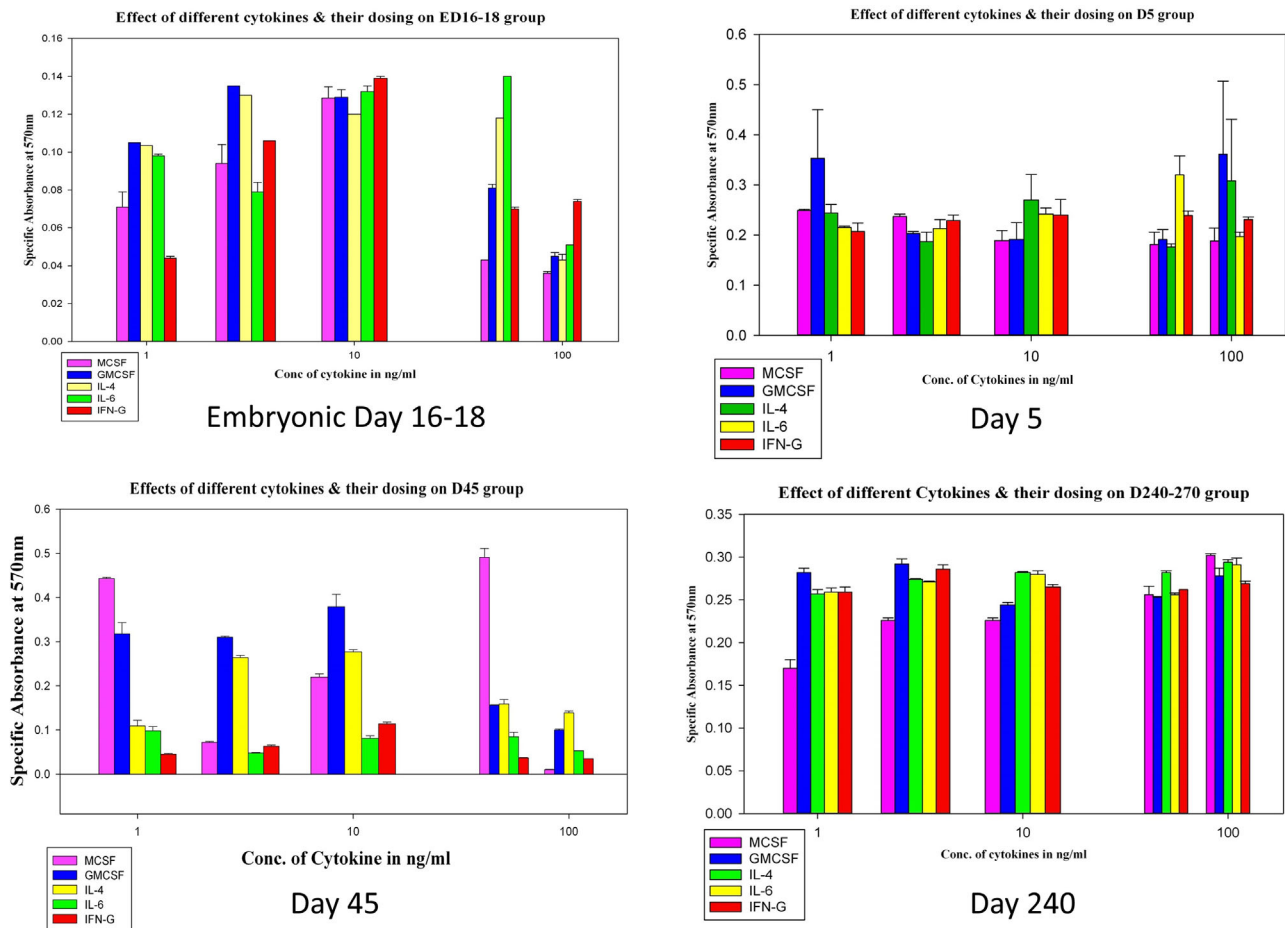 Effect of different cytokines & their dosing on ED16-18 group
Specific Absorbance at 570nm
0.16
0.14
0.12
0.10
0.08
0.06
0.04
0.02
0.00
1
10
100
Conc of cytokine in ng/ml
MCSF
GMCSF
IL-4
IL-6
IFN-G
Embryonic Day 16-18
Effect of different cytokines & their dosing on D5 group
Specific Absorbance at 570nm
0.6
0.5
0.4
0.3
0.2
0.1
0.0
1
10
100
Conc. of Cytokines in ng/ml
MCSF
GMCSF
IL-4
IL-6
IFN-G
Day 5
Effects of different cytokines & their dosing on D45 group
Specific Absorbance at 570nm
0.6
0.5
0.4
0.3
0.2
0.1
0.0
1
10
100
Conc. of Cytokine in ng/ml
MCSF
GMCSF
IL-4
IL-6
IFN-G
Day 45
Effect of different Cytokines & their dosing on D240-270 group
Specific Absorbance at 570nm
0.35
0.30
0.25
0.20
0.15
0.10
0.05
0.00
1
10
100
Conc. of cytokines in ng/ml
MCSF
GMCSF
IL-4
IL-6
IFN-G
Day 240